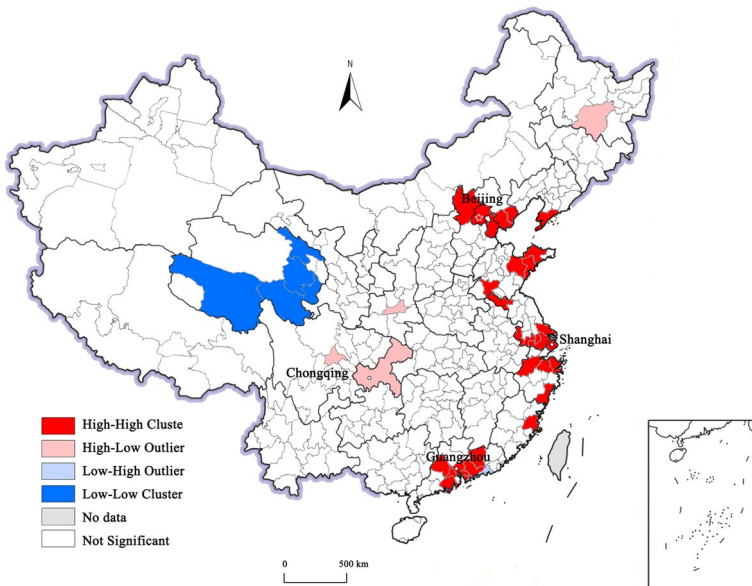 N
Beijing
Shanghai
Chongqing
Guangzhou
High-High Cluste
High-Low Outlier
Low-High Outlier
Low-Low Cluster
No data
Not Significant
0 500 km